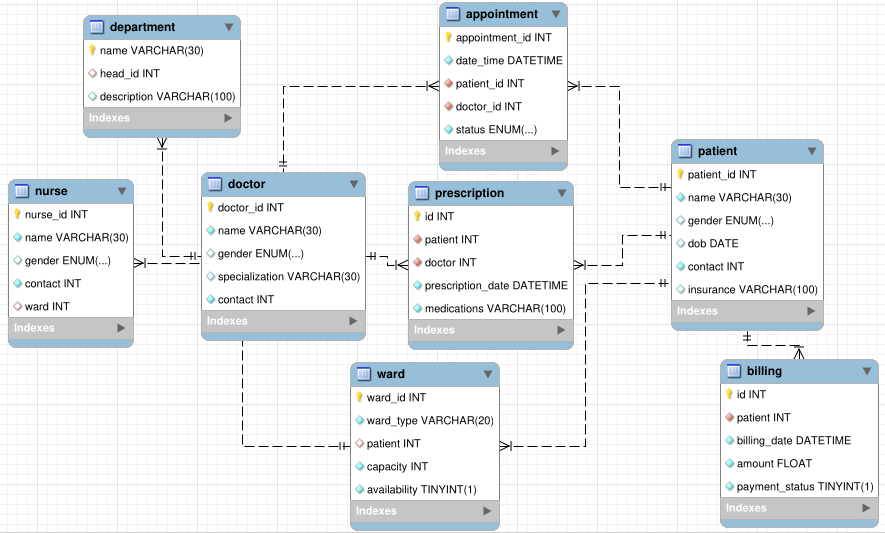 department
name VARCHAR(30)
head_id INT
description VARCHAR(100)
Indexes
appointment
appointment_id INT
date_time DATETIME
patient_id INT
doctor_id INT
status ENUM(...)
Indexes
patient
patient_id INT
name VARCHAR(30)
gender ENUM(...)
dob DATE
contact INT
insurance VARCHAR(100)
Indexes
nurse
nurse_id INT
name VARCHAR(30)
gender ENUM(...)
contact INT
ward INT
Indexes
doctor
doctor_id INT
name VARCHAR(30)
gender ENUM(...)
specialization VARCHAR(30)
contact INT
Indexes
prescription
id INT
patient INT
doctor INT
prescription_date DATETIME
medications VARCHAR(100)
Indexes
ward
ward_id INT
ward_type VARCHAR(20)
patient INT
capacity INT
availability TINYINT(1)
Indexes
billing
id INT
patient INT
billing_date DATETIME
amount FLOAT
payment_status TINYINT(1)
Indexes